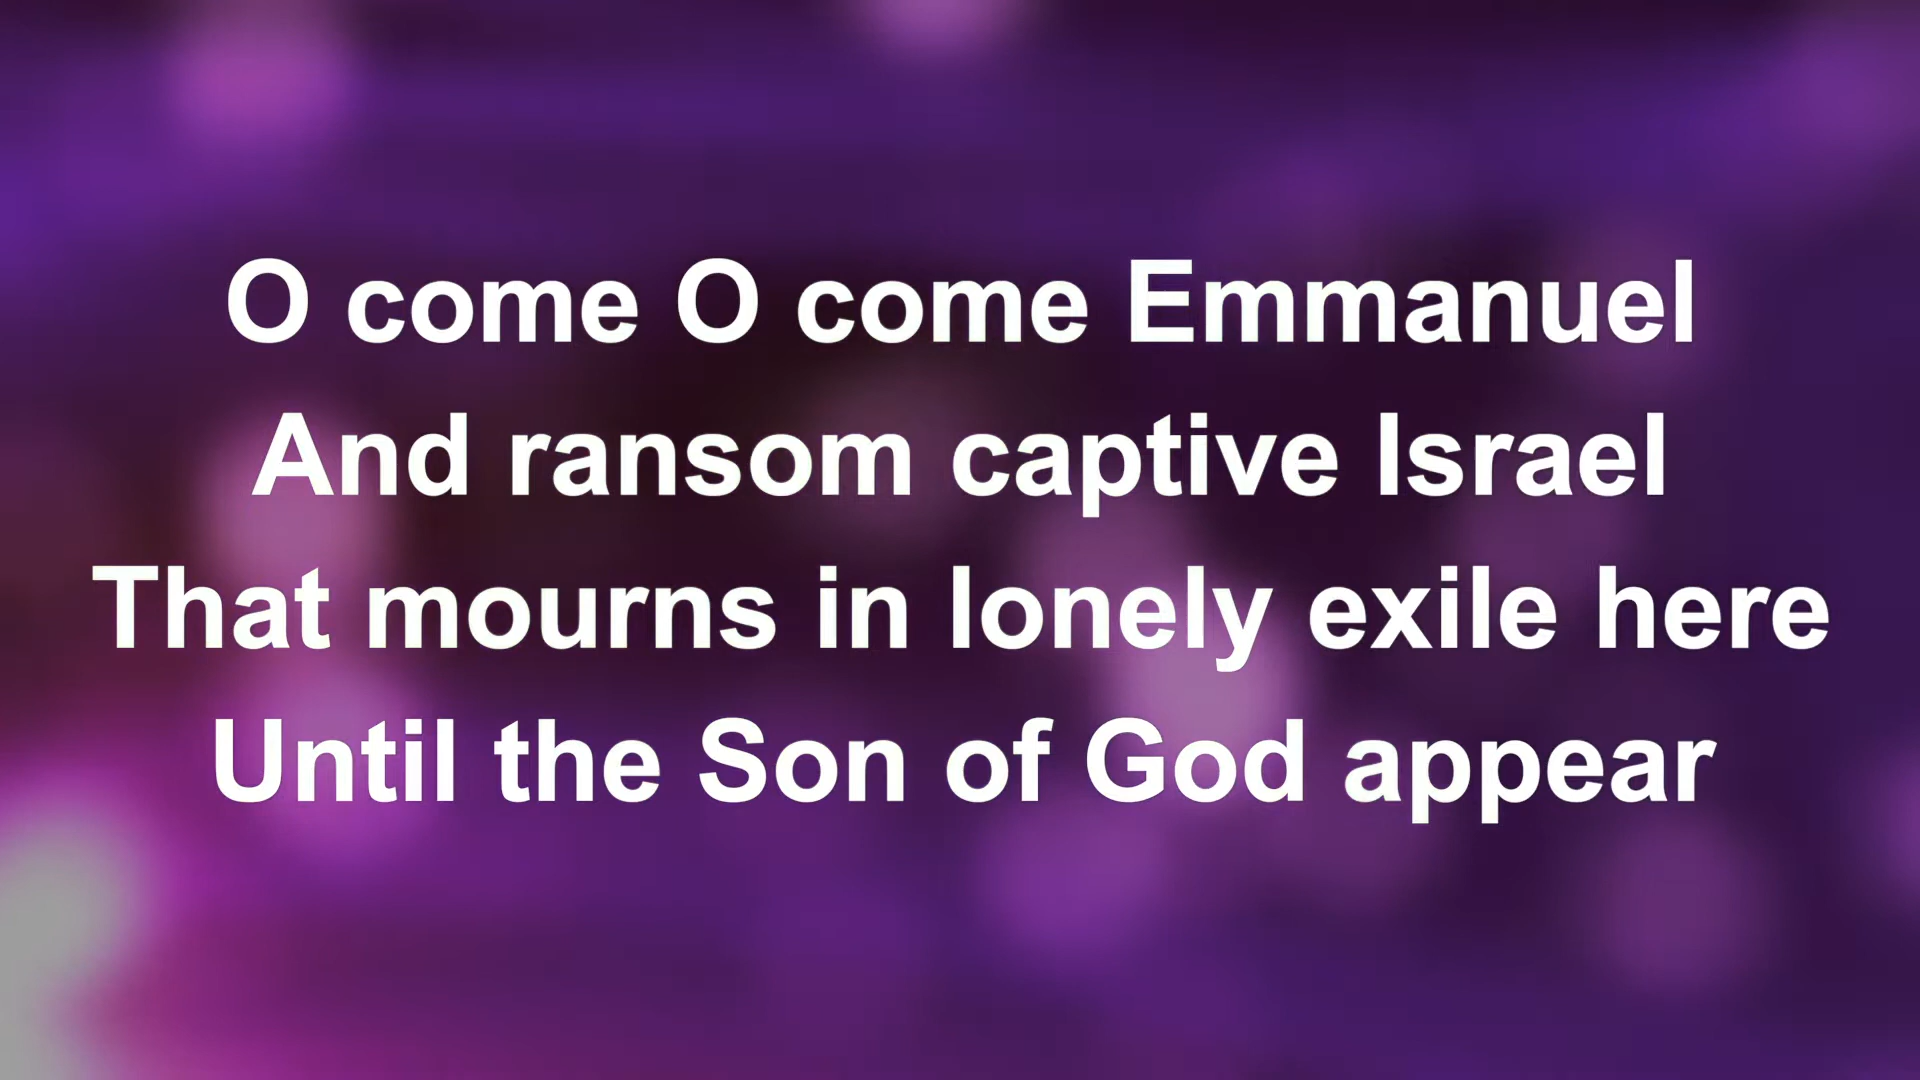 O come O come Emmanuel
And ransom captive Israel
That mourns in lonely exile here
Until the Son of God appear